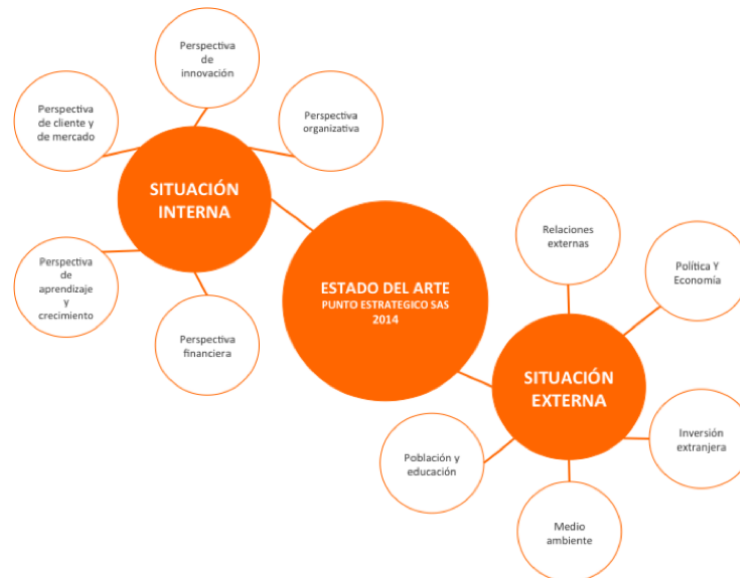 Perspectiva
de
innovación
Perspectiva
de cliente y
de mercado
Perspectiva
organizativa
SITUACIÓN
INTERNA
Perspectiva
de
aprendizaje
y
crecimiento
Perspectiva
financiera
ESTADO DEL ARTE
PUNTO ESTRATEGICO SAS
2014
Relaciones
externas
Política Y
Economía
SITUACIÓN
EXTERNA
Inversión
extranjera
Población y
educación
Medio
ambiente